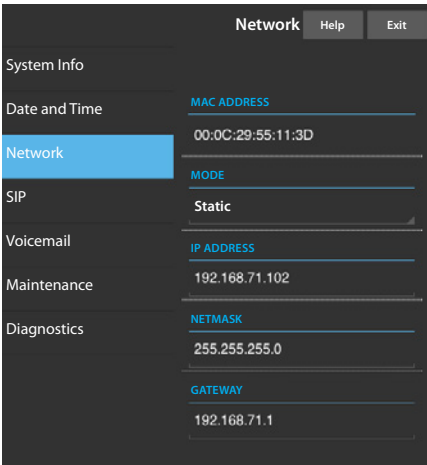 Network Help Exit
System Info
Date and Time
Network
SIP
Voicemail
Maintenance
Diagnostics
MAC ADDRESS
00:0C:29:55:11:3D
MODE
Static
IP ADDRESS
192.168.71.102
NETMASK
255.255.255.0
GATEWAY
192.168.71.1